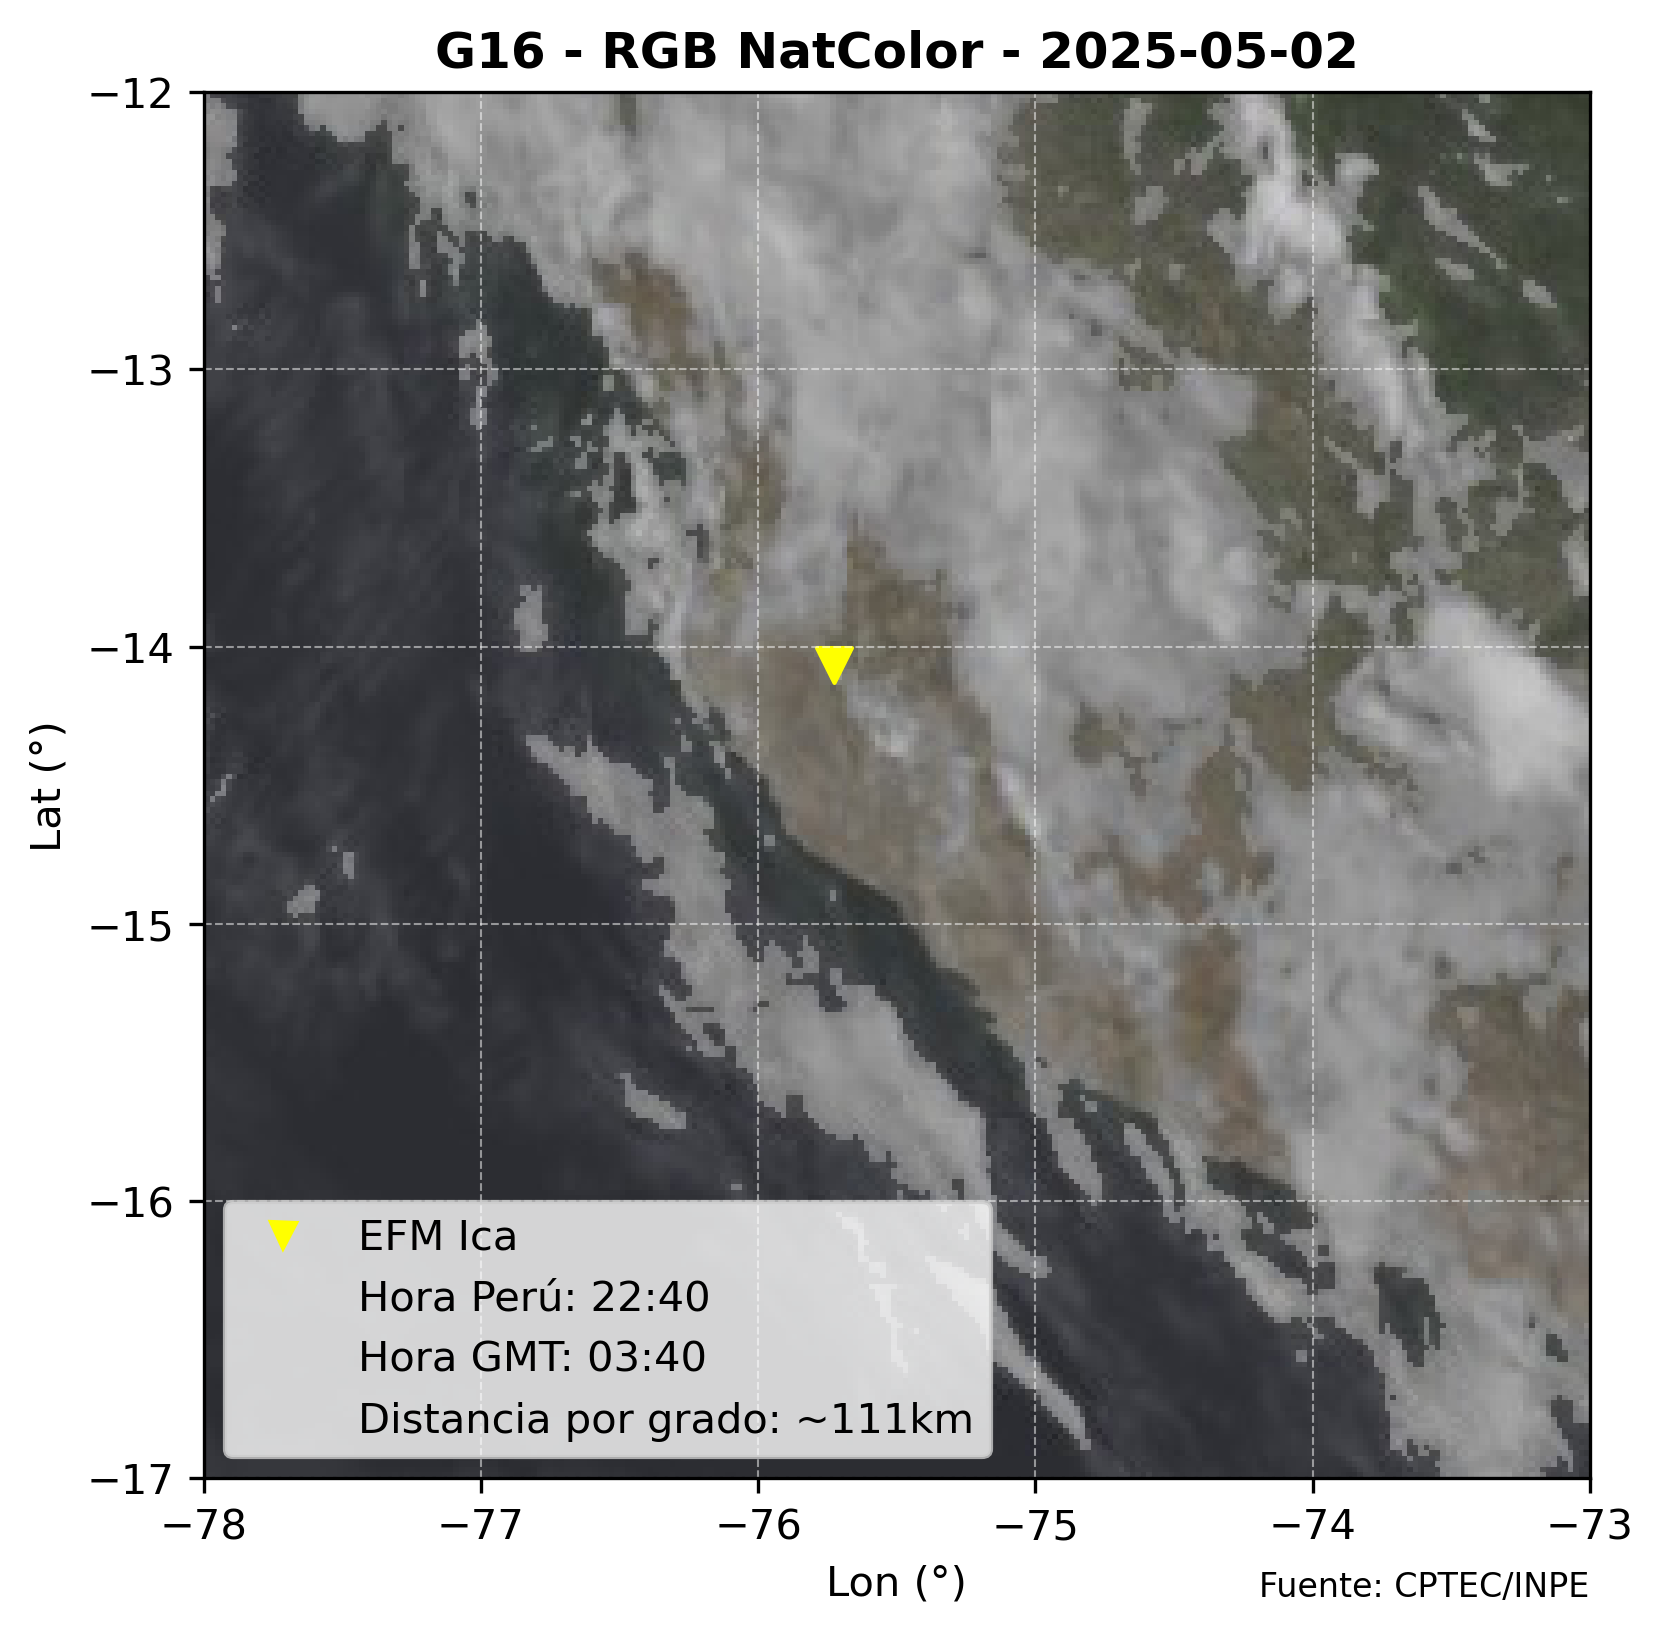 G16 - RGB NatColor - 2025-05-02
−12
−13
−14
−15
−16
−17
Lat (°)
EFM Ica
Hora Perú: 22:40
Hora GMT: 03:40
Distancia por grado: ~111km
−78 −77 −76 −75 −74 −73
Lon (°)
Fuente: CPTEC/INPE